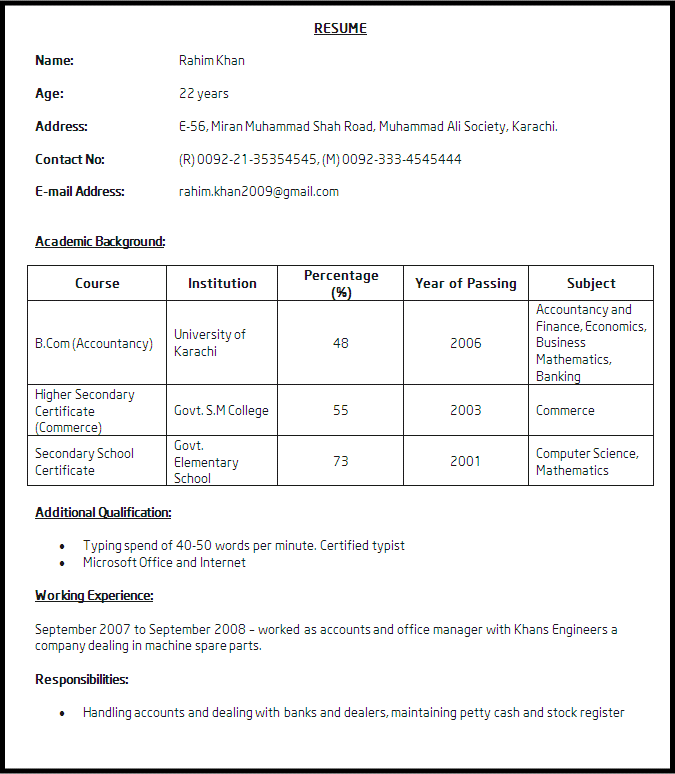 RESUME
Name: Rahim Khan
Age: 22 years
Address: E-56, Miran Muhammad Shah Road, Muhammad Ali Society, Karachi.
Contact No: (R) 0092-21-35354545, (M) 0092-333-4545444
E-mail Address: rahim.khan2009@gmail.com
Academic Background:
Course Institution Percentage (%) Year of Passing Subject
B.Com (Accountancy) University of Karachi 48 2006 Accountancy and Finance, Economics, Business Mathematics, Banking
Higher Secondary Certificate (Commerce) Govt. S.M College 55 2003 Commerce
Secondary School Certificate Govt. Elementary School 73 2001 Computer Science, Mathematics
Additional Qualification:
• Typing spend of 40-50 words per minute. Certified typist
• Microsoft Office and Internet
Working Experience:
September 2007 to September 2008 – worked as accounts and office manager with Khans Engineers a
company dealing in machine spare parts.
Responsibilities:
• Handling accounts and dealing with banks and dealers, maintaining petty cash and stock register